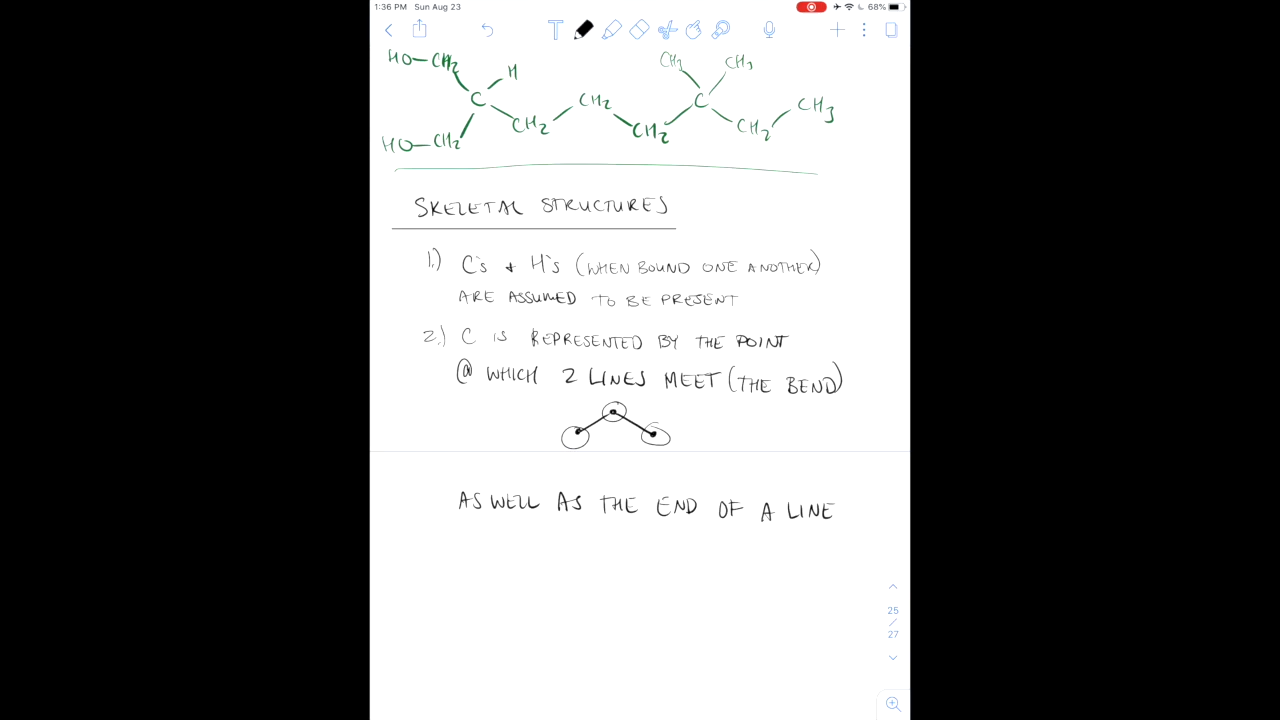 1:36 PM Sun Aug 23 68%
T
HO—CH₂ H CH₃ CH₃
C CH₂ C CH₃
CH₂ CH₂ CH₂
HO—CH₂
SKELETAL STRUCTURES
1.) C's + H's (WHEN BOUND ONE ANOTHER)
ARE ASSUMED TO BE PRESENT
2.) C IS REPRESENTED BY THE POINT
@ WHICH 2 LINES MEET (THE BEND)
AS WELL AS THE END OF A LINE
25
/
27